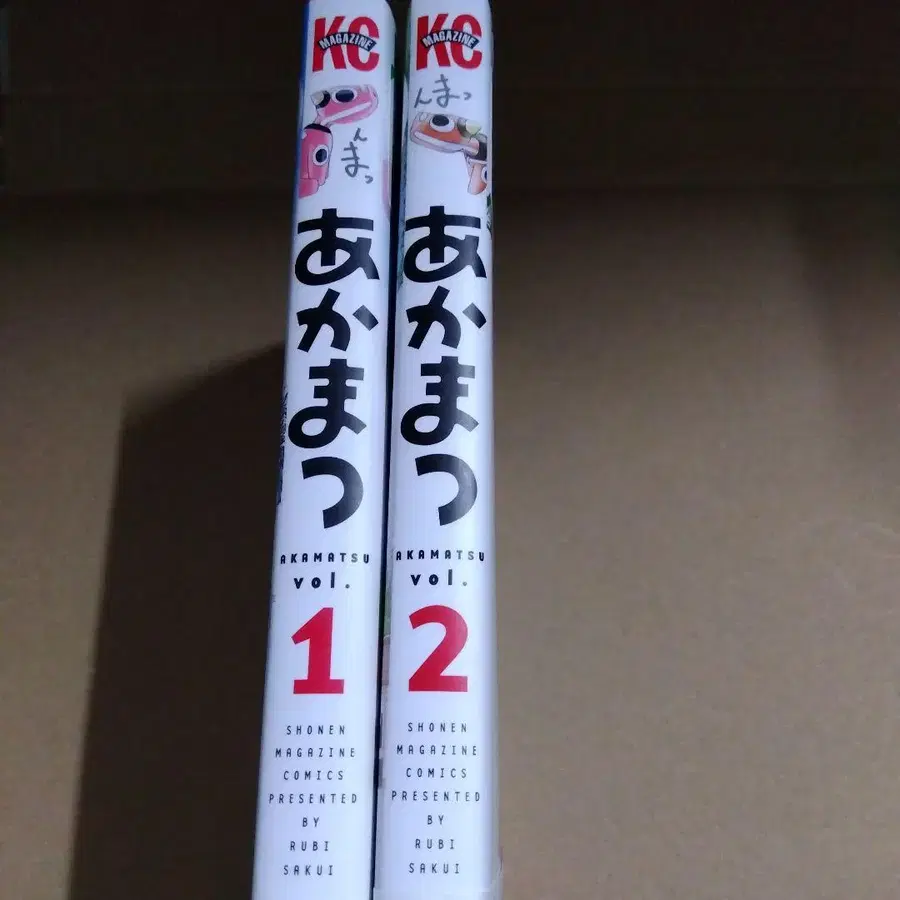 KC
MAGAZINE
んまっ
あかまつ
AKAMATSU
vol.
1
SHONEN
MAGAZINE
COMICS
PRESENTED
BY
RUBI
SAKUI
KC
MAGAZINE
んまっ
あかまつ
AKAMATSU
vol.
2
SHONEN
MAGAZINE
COMICS
PRESENTED
BY
RUBI
SAKUI